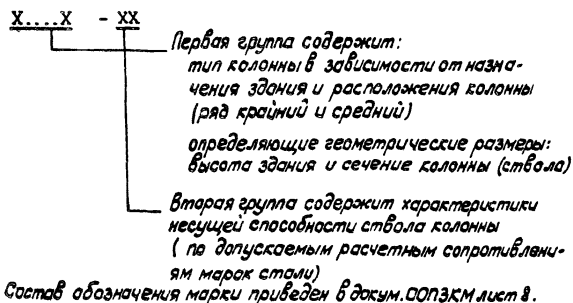 Х....Х - ХХ
Первая группа содержит:
тип колонны в зависимости от назна-
чения здания и расположения колонны
(ряд крайний и средний)
определяющие геометрические размеры:
высота здания и сечение колонны (ствола)
Вторая группа содержит характеристики
несущей способности ствола колонны
( по допускаемым расчетным сопротивлени-
ям марок стали)
Состав обозначения марки приведен в докум. 00ПЗКМ лист 8.